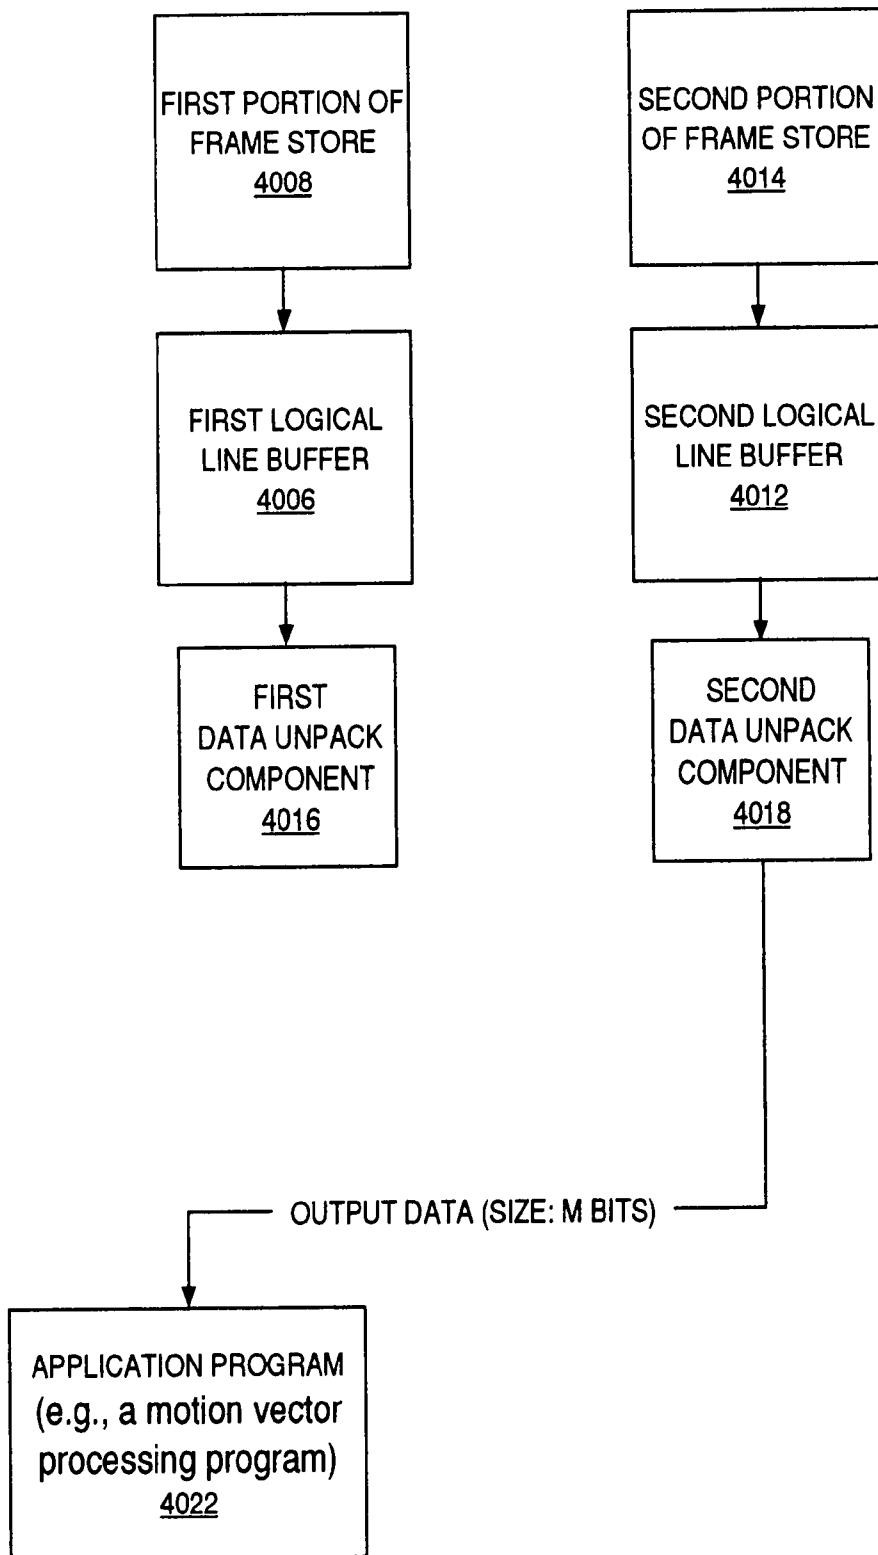 FIRST PORTION OF
FRAME STORE
4008
SECOND PORTION
OF FRAME STORE
4014
FIRST LOGICAL
LINE BUFFER
4006
SECOND LOGICAL
LINE BUFFER
4012
FIRST
DATA UNPACK
COMPONENT
4016
SECOND
DATA UNPACK
COMPONENT
4018
OUTPUT DATA (SIZE: M BITS)
APPLICATION PROGRAM
(e.g., a motion vector
processing program)
4022